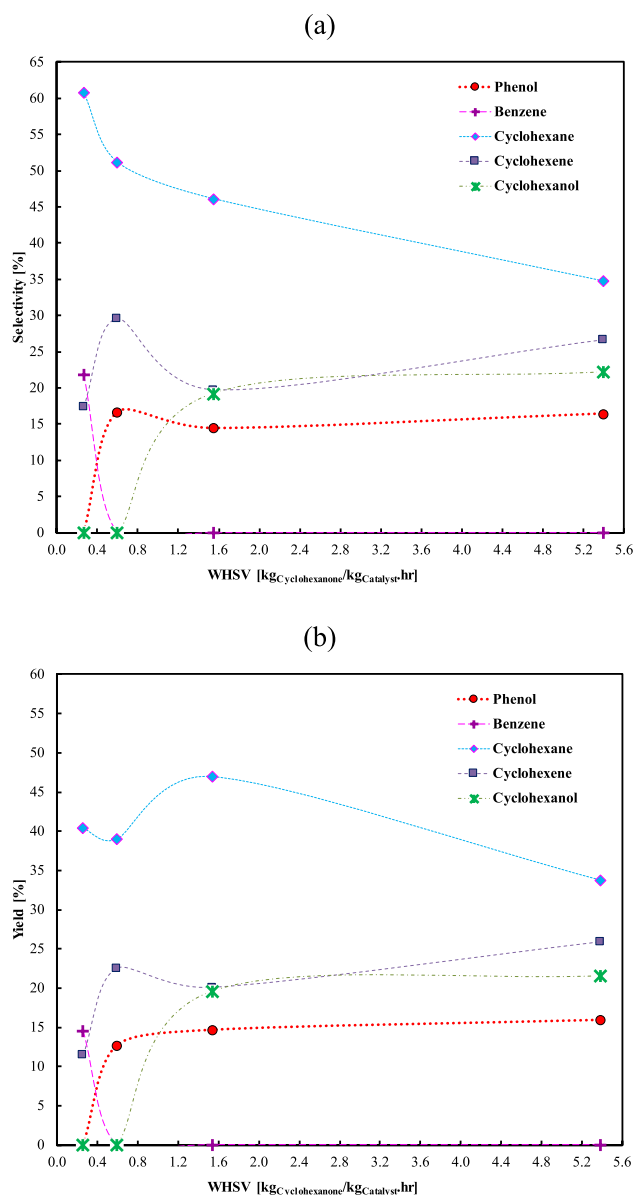 (a)
65
60
55
50
45
40
35
30
25
20
15
10
5
0
Selectivity [%]
Phenol
Benzene
Cyclohexane
Cyclohexene
Cyclohexanol
0.0 0.4 0.8 1.2 1.6 2.0 2.4 2.8 3.2 3.6 4.0 4.4 4.8 5.2 5.6
WHSV [kgCyclohexanone/kgCatalyst.hr]
(b)
60
55
50
45
40
35
30
25
20
15
10
5
0
Yield [%]
Phenol
Benzene
Cyclohexane
Cyclohexene
Cyclohexanol
0.0 0.4 0.8 1.2 1.6 2.0 2.4 2.8 3.2 3.6 4.0 4.4 4.8 5.2 5.6
WHSV [kgCyclohexanone/kgCatalyst.hr]